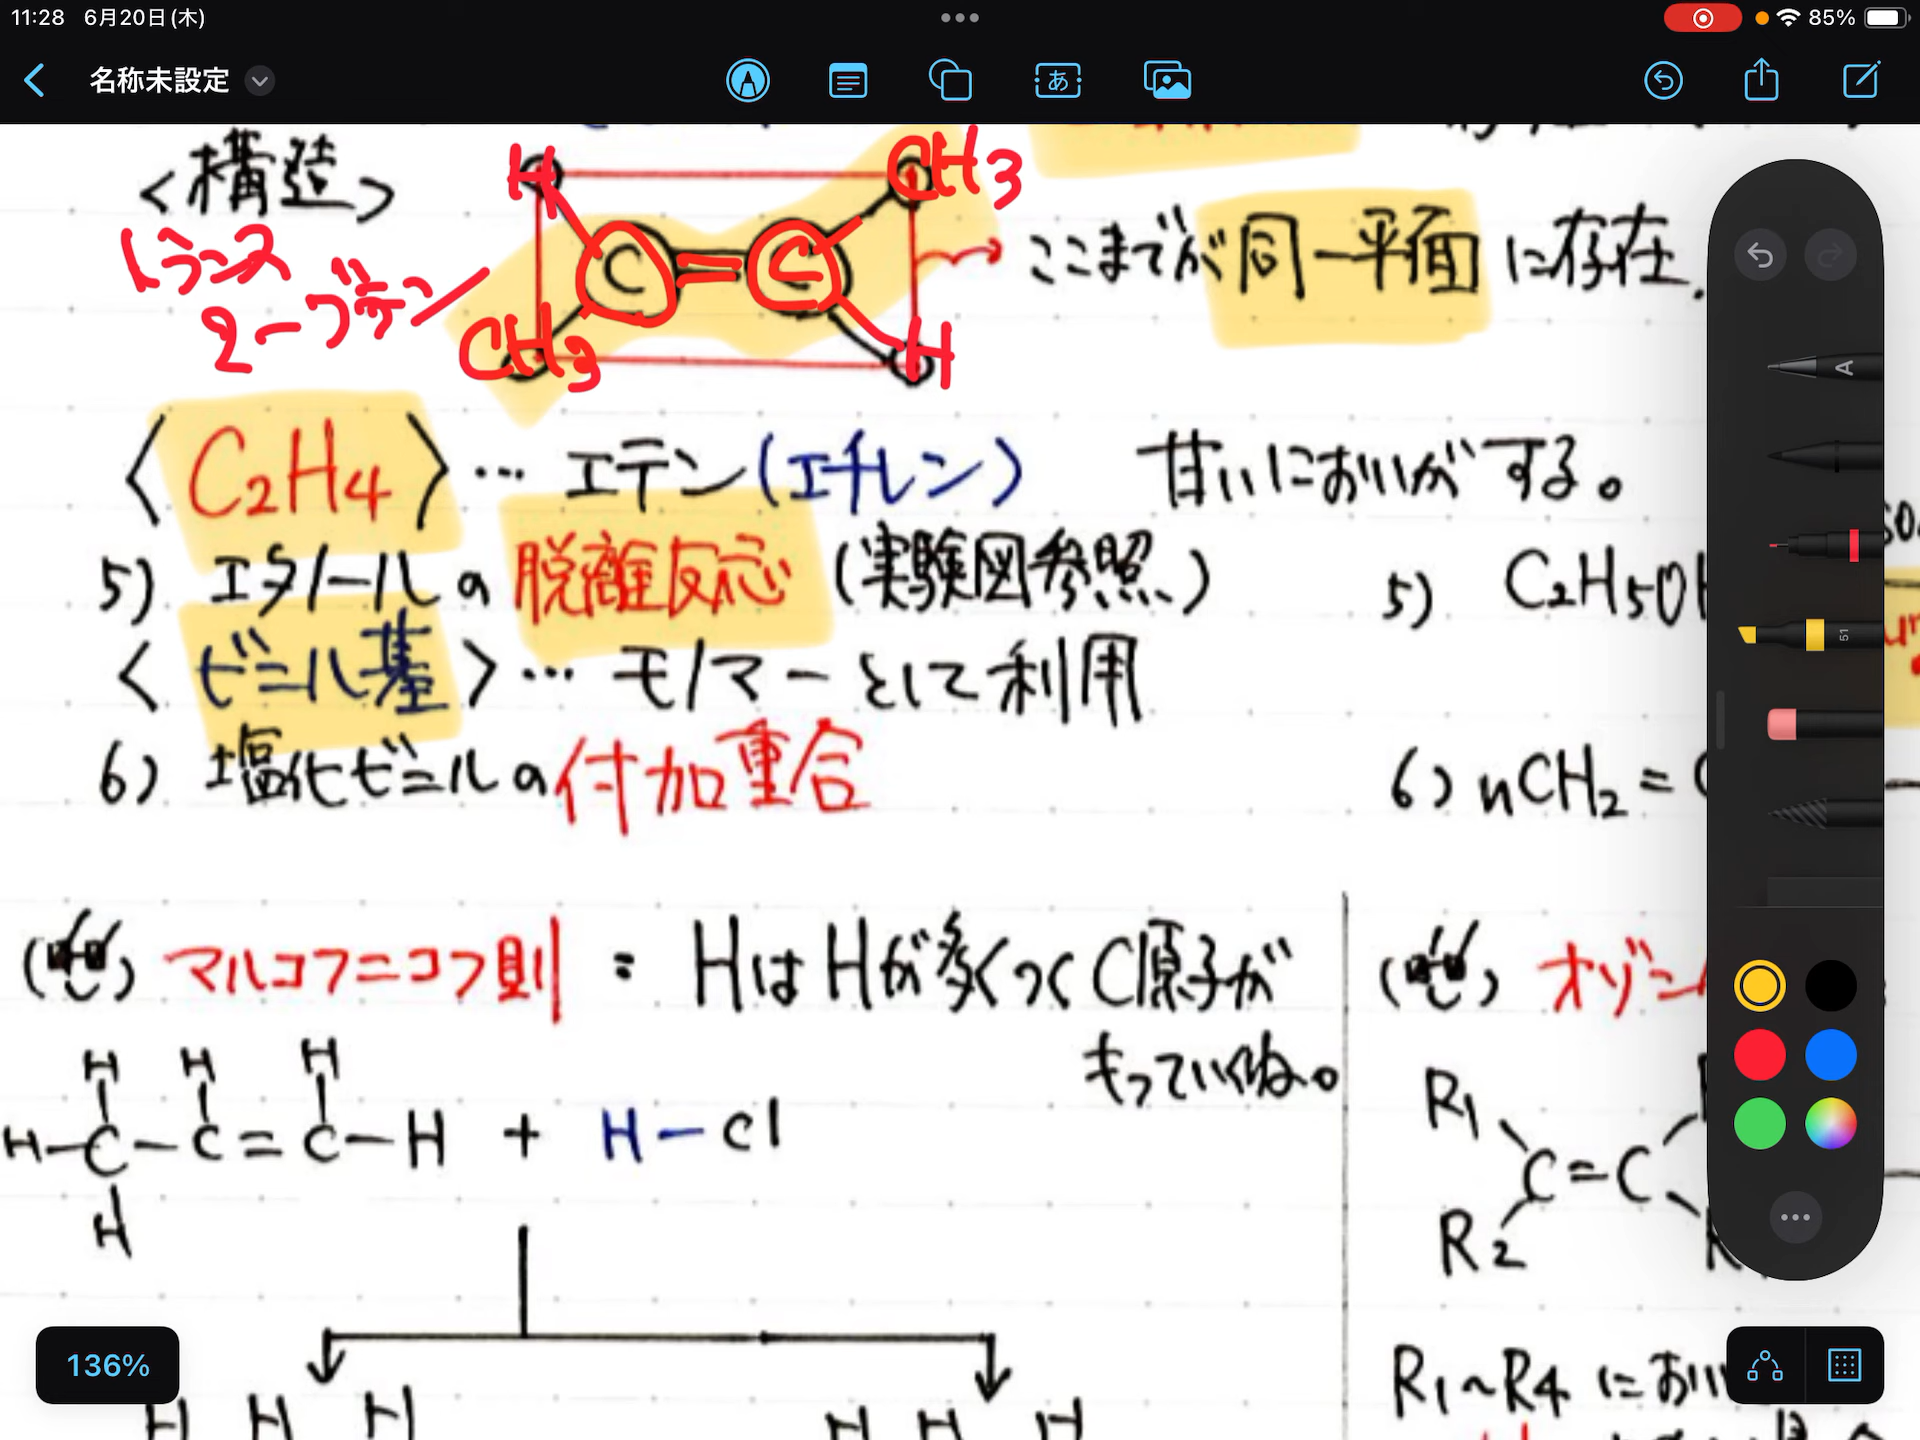 11:28 6月20日(木)
85%
名称未設定
<構造>
H CH3
C=C
CH3 H
トランス
2-ブテン
ここまでが同一平面に存在.
<C2H4>… エテン(エチレン) 甘いにおいがする。
5) エタノールの脱離反応(実験図参照)
<ビニル基>… モノマーとして利用
6) 塩化ビニルの付加重合
5) C2H5OH
6) nCH2=C
マルコフニコフ則 : HはHが多くつくC原子が
もっていくね。
H H H
H-C-C=C-H + H-Cl
H
H H H
H H H
オゾン
R1
C=C
R2
R1~R4 におい
136%